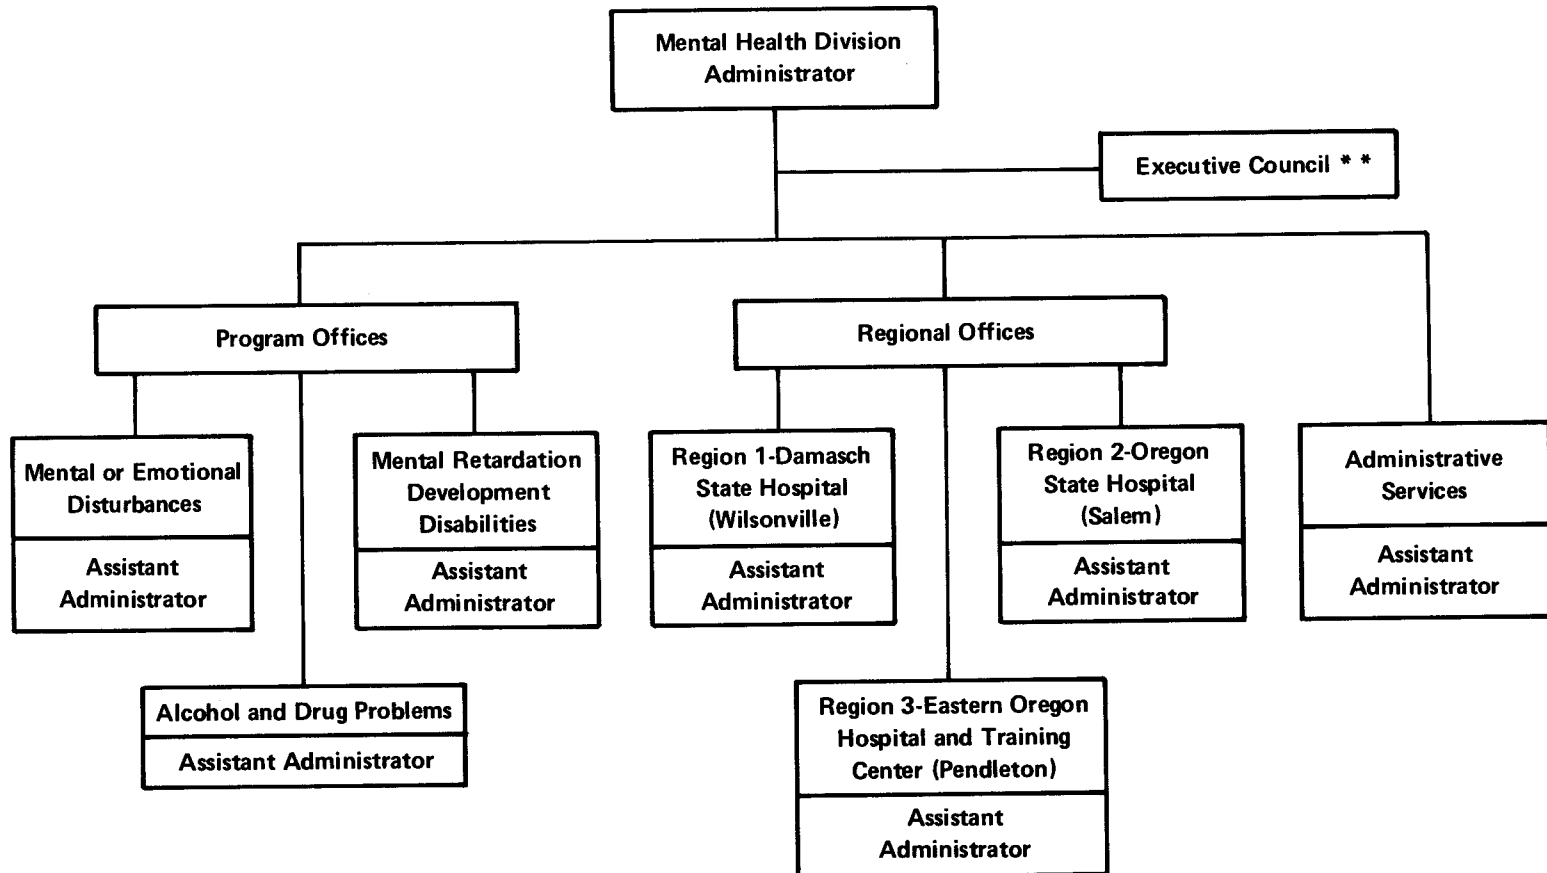 Mental Health Division
Administrator
Executive Council * *
Program Offices
Regional Offices
Mental or Emotional
Disturbances
Assistant
Administrator
Mental Retardation
Development
Disabilities
Assistant
Administrator
Region 1-Damasch
State Hospital
(Wilsonville)
Assistant
Administrator
Region 2-Oregon
State Hospital
(Salem)
Assistant
Administrator
Administrative
Services
Assistant
Administrator
Alcohol and Drug Problems
Assistant Administrator
Region 3-Eastern Oregon
Hospital and Training
Center (Pendleton)
Assistant
Administrator